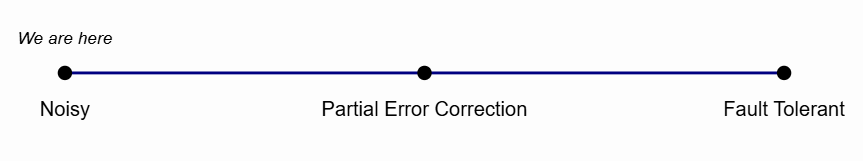 We are here
Noisy
Partial Error Correction
Fault Tolerant